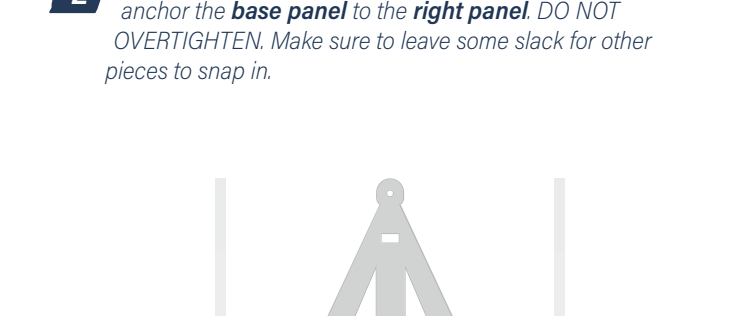 2 anchor the base panel to the right panel. DO NOT
OVERTIGHTEN. Make sure to leave some slack for other
pieces to snap in.